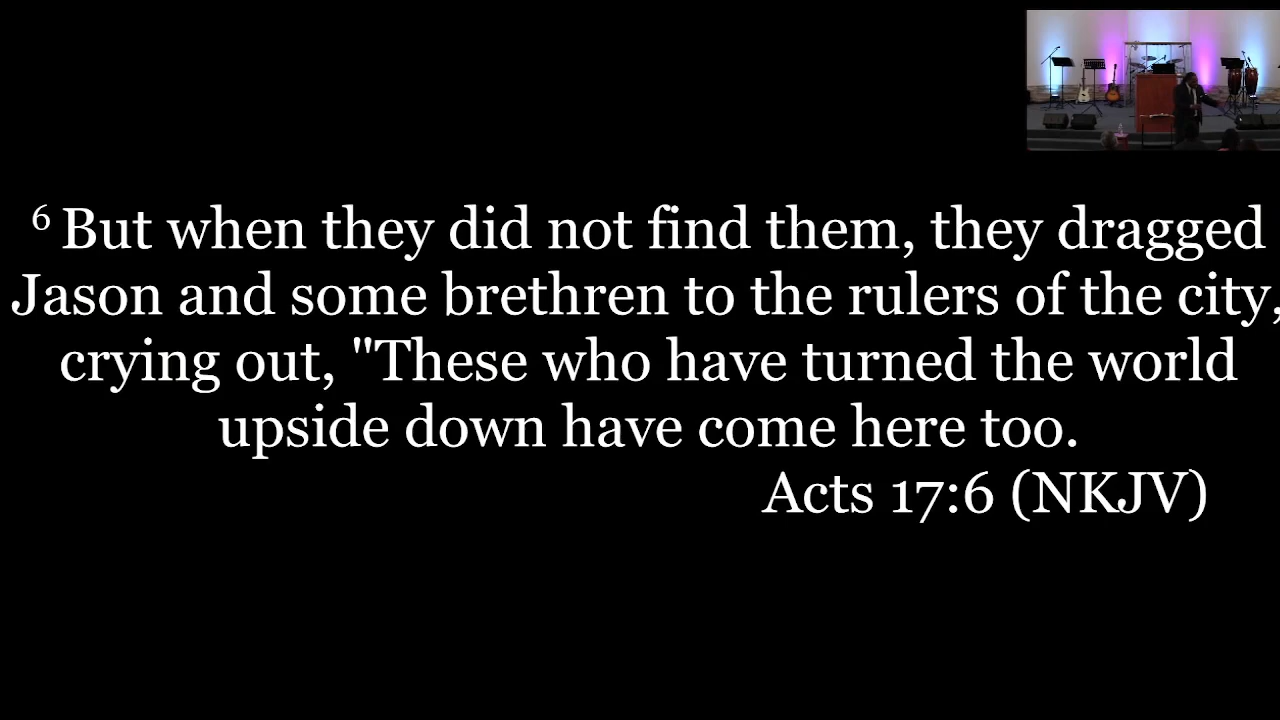 6 But when they did not find them, they dragged
Jason and some brethren to the rulers of the city,
crying out, "These who have turned the world
upside down have come here too.
Acts 17:6 (NKJV)